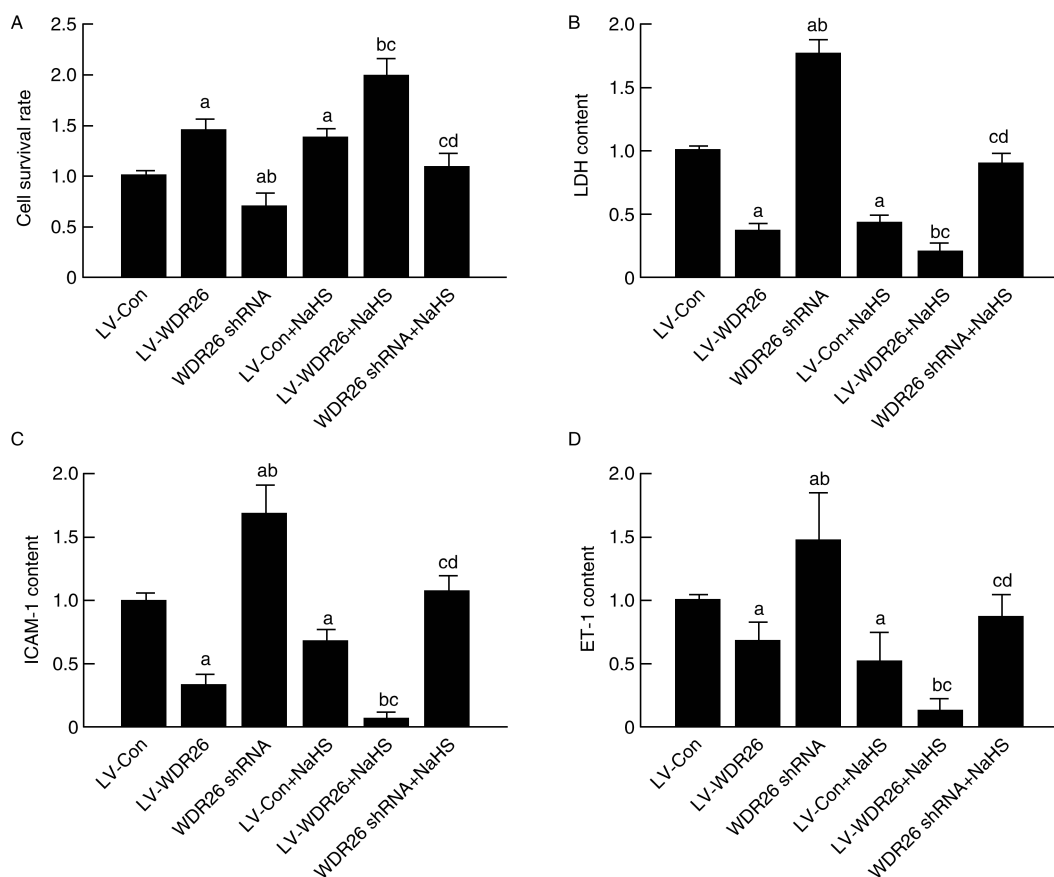 A
Cell survival rate
2.5
2.0
1.5
1.0
0.5
0
a
ab
a
bc
cd
LV-Con
LV-WDR26
WDR26 shRNA
LV-Con+NaHS
LV-WDR26+NaHS
WDR26 shRNA+NaHS
B
LDH content
2.0
1.5
1.0
0.5
0
a
ab
a
bc
cd
LV-Con
LV-WDR26
WDR26 shRNA
LV-Con+NaHS
LV-WDR26+NaHS
WDR26 shRNA+NaHS
C
ICAM-1 content
2.0
1.5
1.0
0.5
0
a
ab
a
bc
cd
LV-Con
LV-WDR26
WDR26 shRNA
LV-Con+NaHS
LV-WDR26+NaHS
WDR26 shRNA+NaHS
D
ET-1 content
2.0
1.5
1.0
0.5
0
a
ab
a
bc
cd
LV-Con
LV-WDR26
WDR26 shRNA
LV-Con+NaHS
LV-WDR26+NaHS
WDR26 shRNA+NaHS